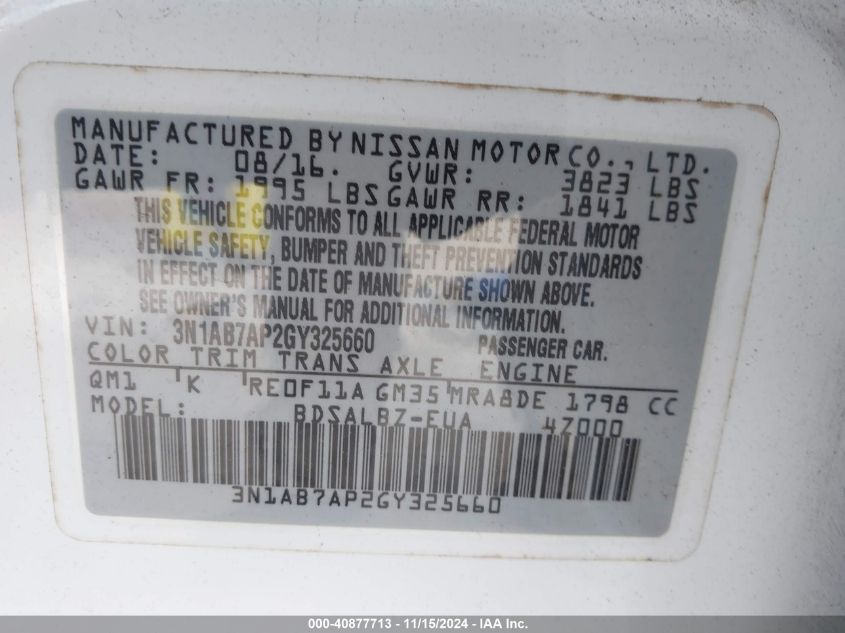 MANUFACTURED BY NISSAN MOTOR CO., LTD.
DATE: 08/16. GVWR: 3823 LBS
GAWR FR: 1995 LBS GAWR RR: 1841 LBS
THIS VEHICLE CONFORMS TO ALL APPLICABLE FEDERAL MOTOR
VEHICLE SAFETY, BUMPER AND THEFT PREVENTION STANDARDS
IN EFFECT ON THE DATE OF MANUFACTURE SHOWN ABOVE.
SEE OWNER'S MANUAL FOR ADDITIONAL INFORMATION.
VIN: 3N1AB7AP2GY325660 PASSENGER CAR.
COLOR TRIM TRANS AXLE ENGINE
QM1 K RE0F11A GM35 MRA8DE 1798 CC
MODEL: BDSALBZ-EUA 4Z000
3N1AB7AP2GY325660
000-40877713 - 11/15/2024 - IAA Inc.